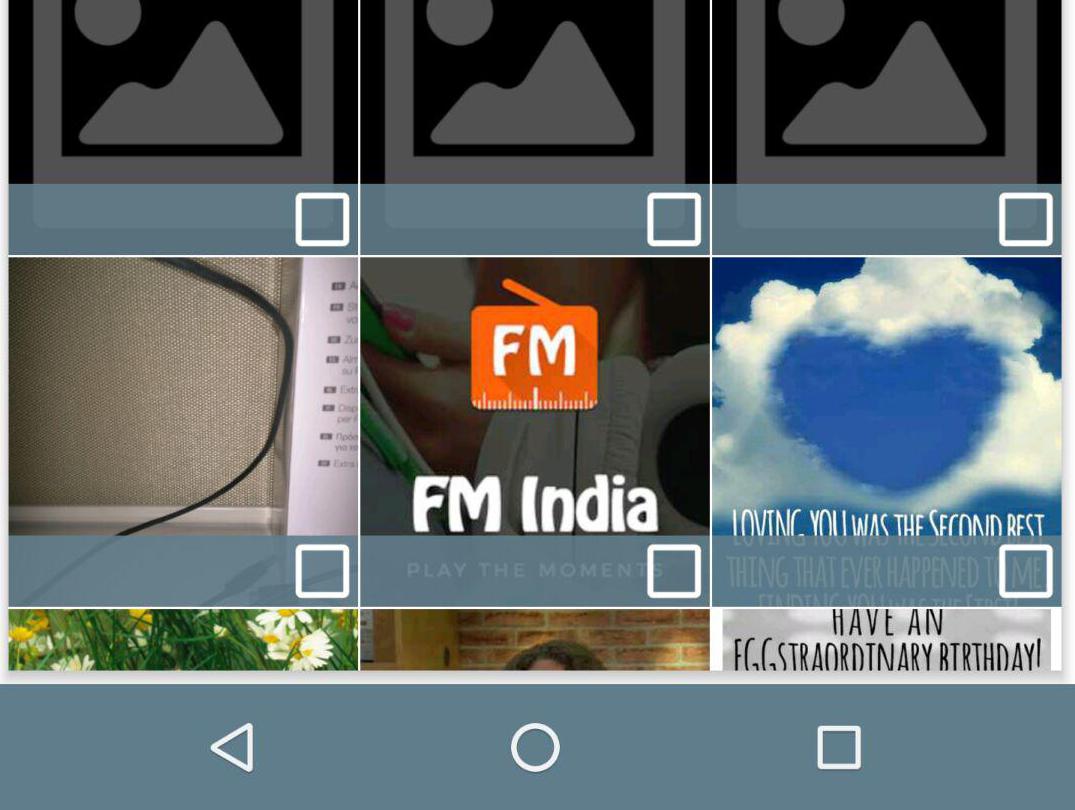 FM
FM India
PLAY THE MOMENTS
LOVING YOU WAS THE SECOND BEST
THING THAT EVER HAPPENED TO ME.
FINDING YOU WAS THE FIRST!
HAVE AN
EGGSTRAORDINARY BIRTHDAY!